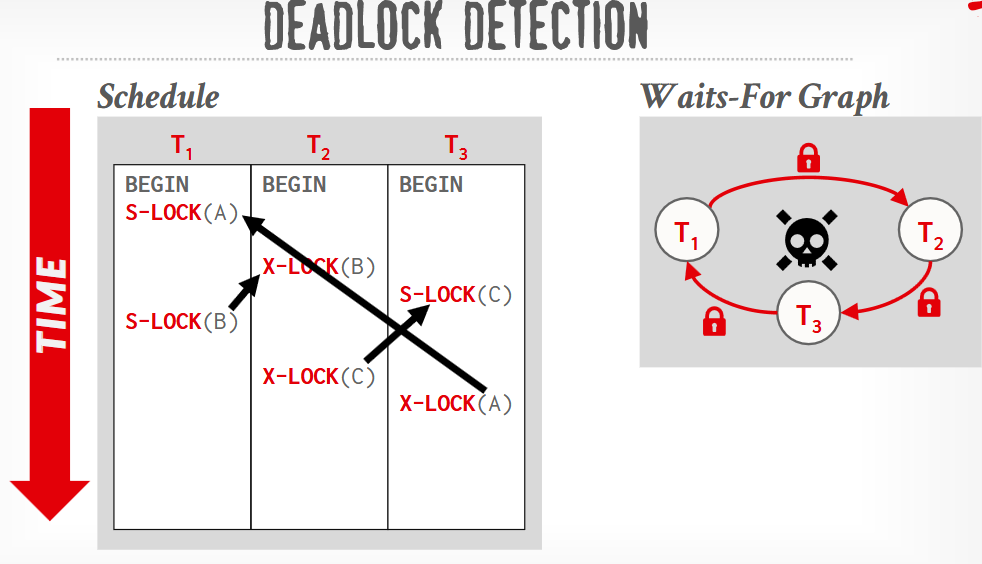 DEADLOCK DETECTION
Schedule
T1 T2 T3
BEGIN BEGIN BEGIN
S-LOCK(A)
X-LOCK(B)
S-LOCK(C)
S-LOCK(B)
X-LOCK(C)
X-LOCK(A)
TIME
Waits-For Graph
T1
T2
T3